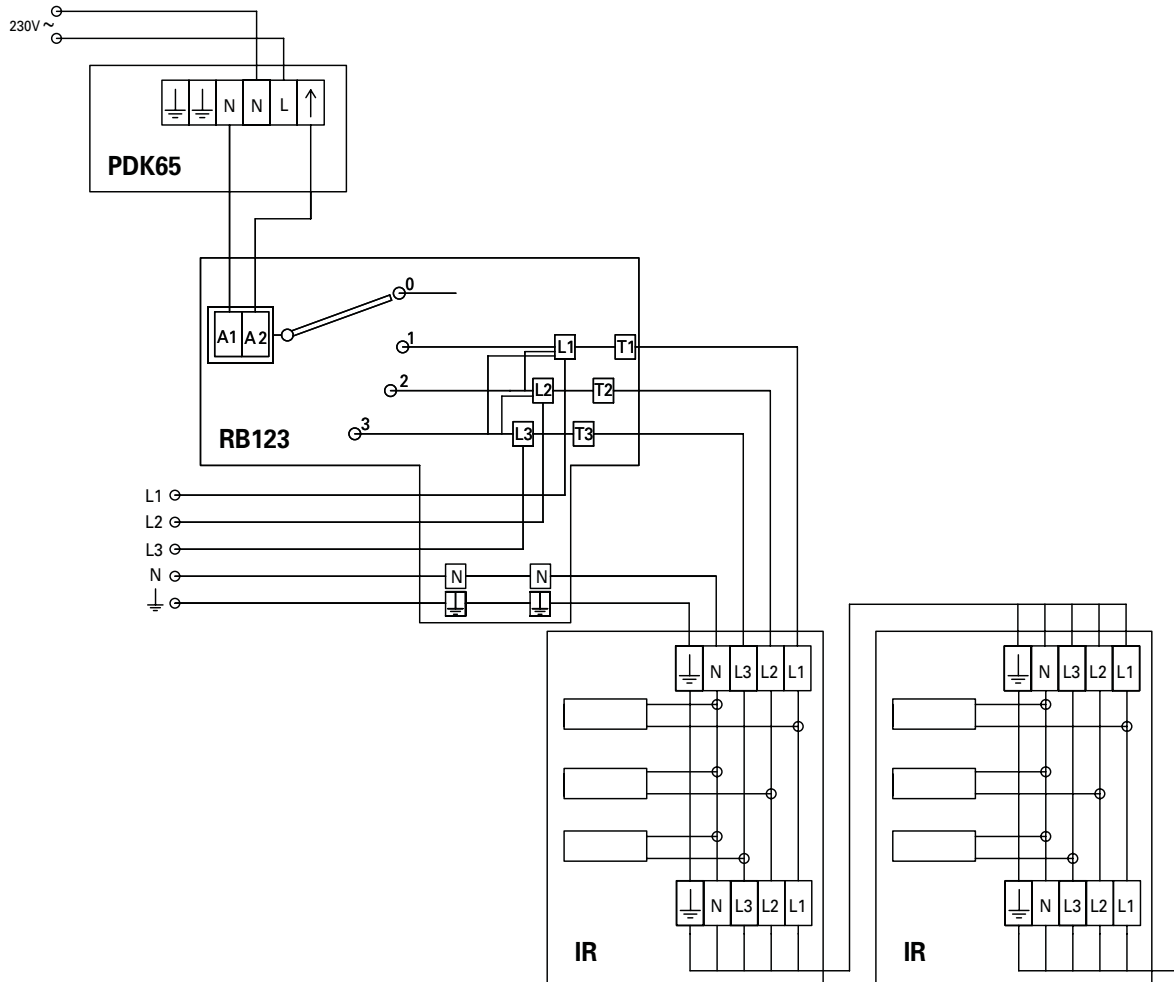 230V ~
N N L ↑
PDK65
0
A1 A2
1 L1 T1
2 L2 T2
3 L3 T3
RB123
L1
L2
L3
N N N
N L3 L2 L1
N L3 L2 L1
N L3 L2 L1
N L3 L2 L1
IR
IR